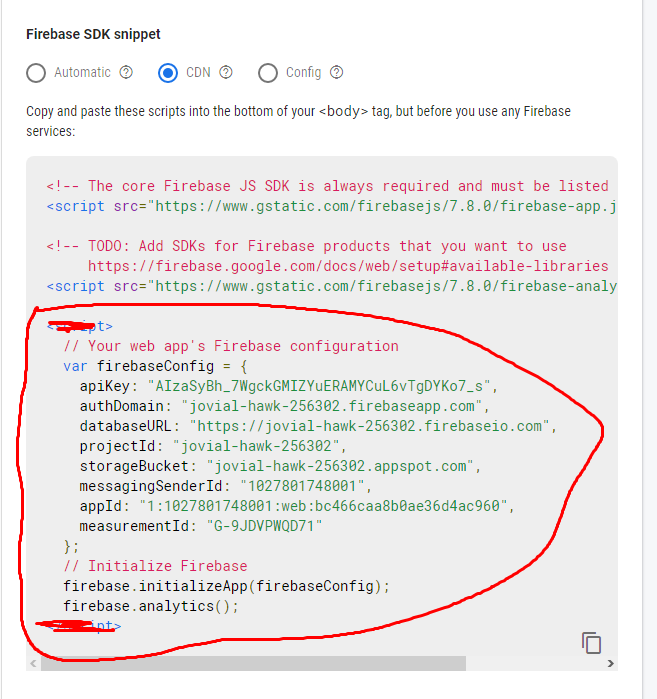 Firebase SDK snippet
Automatic CDN Config
Copy and paste these scripts into the bottom of your <body> tag, but before you use any Firebase
services:
<!-- The core Firebase JS SDK is always required and must be listed
<script src="https://www.gstatic.com/firebasejs/7.8.0/firebase-app.j
<!-- TODO: Add SDKs for Firebase products that you want to use
https://firebase.google.com/docs/web/setup#available-libraries
<script src="https://www.gstatic.com/firebasejs/7.8.0/firebase-analy
// Your web app's Firebase configuration
var firebaseConfig = {
apiKey: "AIzaSyBh_7WgckGMIZYuERAMYCuL6vTgDYKo7_s",
authDomain: "jovial-hawk-256302.firebaseapp.com",
databaseURL: "https://jovial-hawk-256302.firebaseio.com",
projectId: "jovial-hawk-256302",
storageBucket: "jovial-hawk-256302.appspot.com",
messagingSenderId: "1027801748001",
appId: "1:1027801748001:web:bc466caa8b0ae36d4ac960",
measurementId: "G-9JDVPWQD71"
};
// Initialize Firebase
firebase.initializeApp(firebaseConfig);
firebase.analytics();